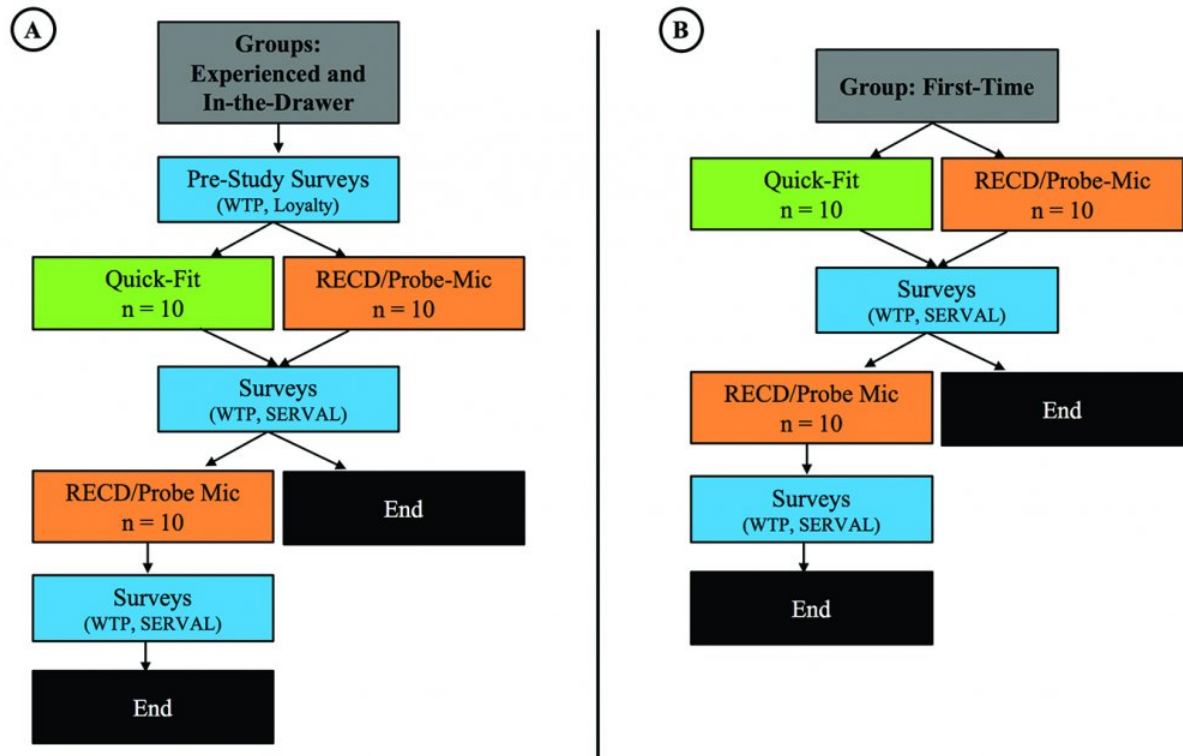 A
Groups:
Experienced and
In-the-Drawer
Pre-Study Surveys
(WTP, Loyalty)
Quick-Fit
n = 10
RECD/Probe-Mic
n = 10
Surveys
(WTP, SERVAL)
RECD/Probe Mic
n = 10
End
Surveys
(WTP, SERVAL)
End
B
Group: First-Time
Quick-Fit
n = 10
RECD/Probe-Mic
n = 10
Surveys
(WTP, SERVAL)
RECD/Probe Mic
n = 10
End
Surveys
(WTP, SERVAL)
End